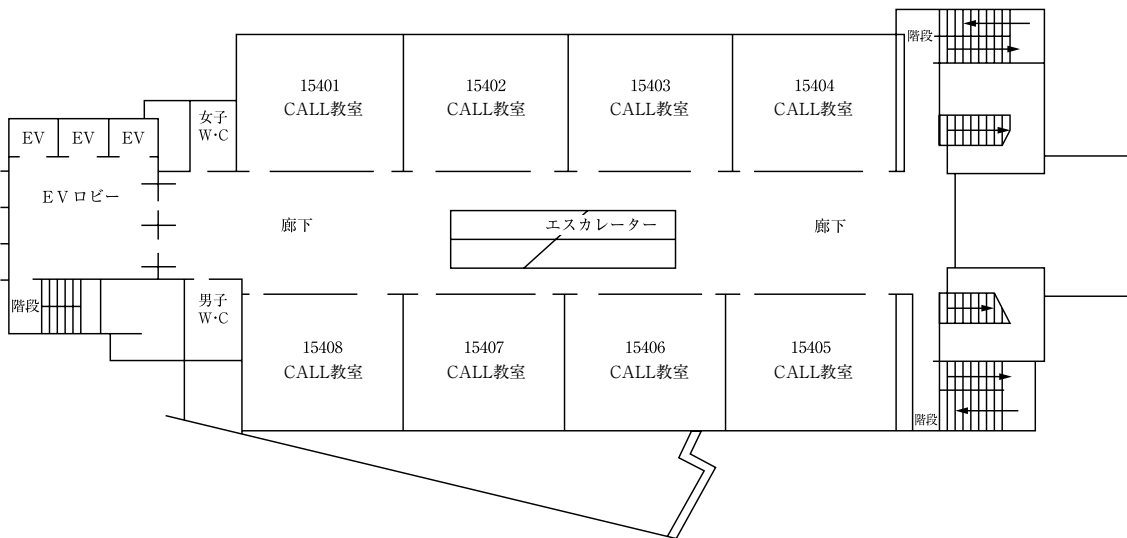 階段
15401
CALL教室
15402
CALL教室
15403
CALL教室
15404
CALL教室
女子
W・C
EV
EV
EV
EVロビー
廊下
エスカレーター
廊下
階段
男子
W・C
15408
CALL教室
15407
CALL教室
15406
CALL教室
15405
CALL教室
階段